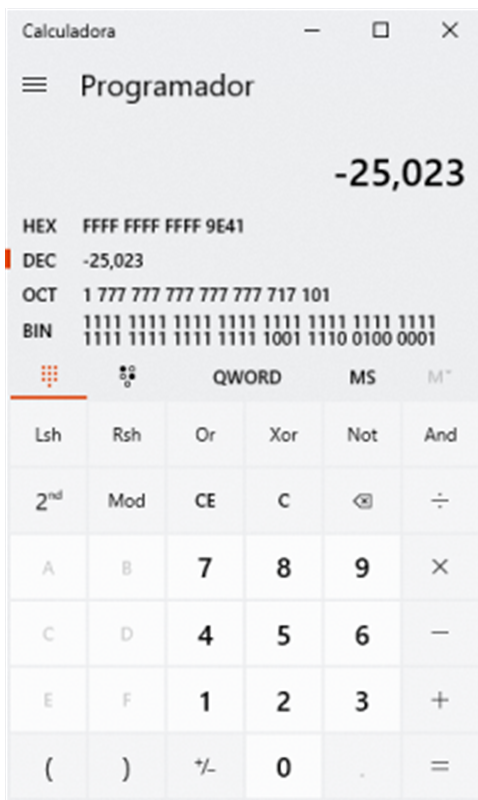 Calculadora
Programador
-25,023
HEX FFFF FFFF FFFF 9E41
DEC -25,023
OCT 1 777 777 777 777 777 717 101
BIN 1111 1111 1111 1111 1111 1111 1111 1111
1111 1111 1111 1111 1001 1110 0100 0001
QWORD MS M˅
Lsh Rsh Or Xor Not And
2ⁿᵈ Mod CE C ÷
A B 7 8 9 ×
C D 4 5 6 −
E F 1 2 3 +
( ) +/− 0 . =